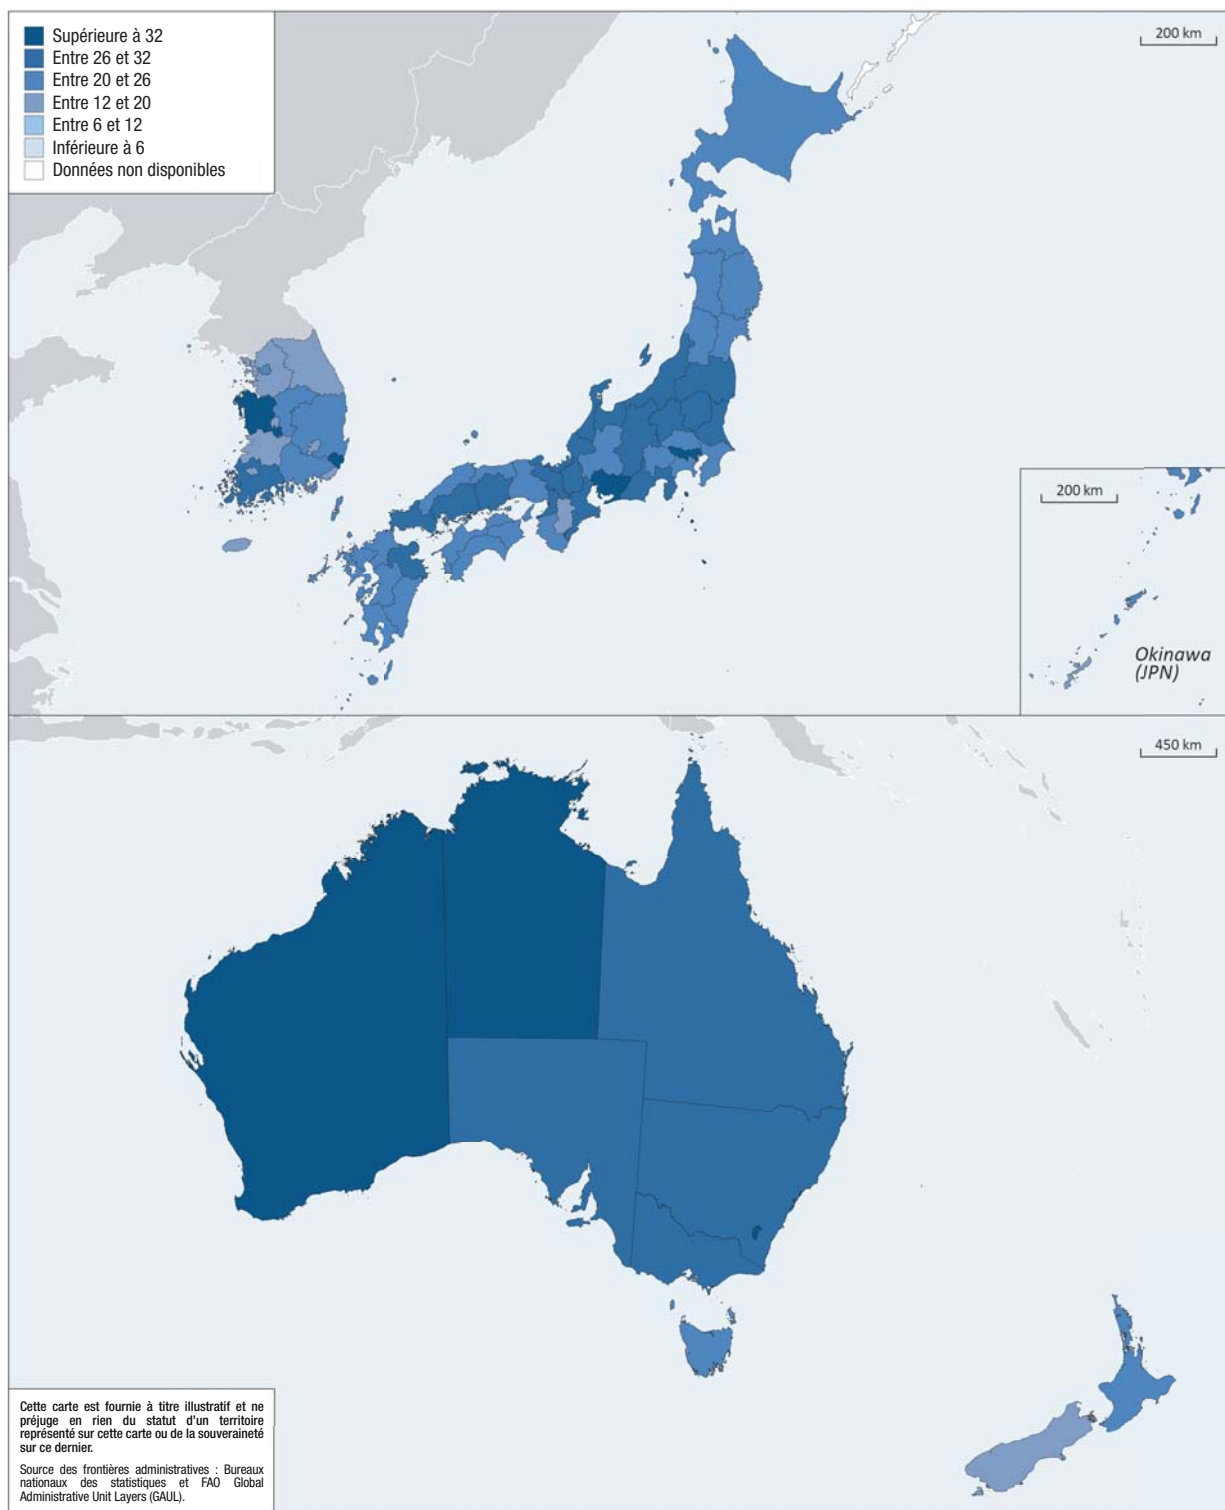 Supérieure à 32
Entre 26 et 32
Entre 20 et 26
Entre 12 et 20
Entre 6 et 12
Inférieure à 6
Données non disponibles
200 km
200 km
Okinawa
(JPN)
450 km
Cette carte est fournie à titre illustratif et ne
préjuge en rien du statut d'un territoire
représenté sur cette carte ou de la souveraineté
sur ce dernier.
Source des frontières administratives : Bureaux
nationaux des statistiques et FAO Global
Administrative Unit Layers (GAUL).